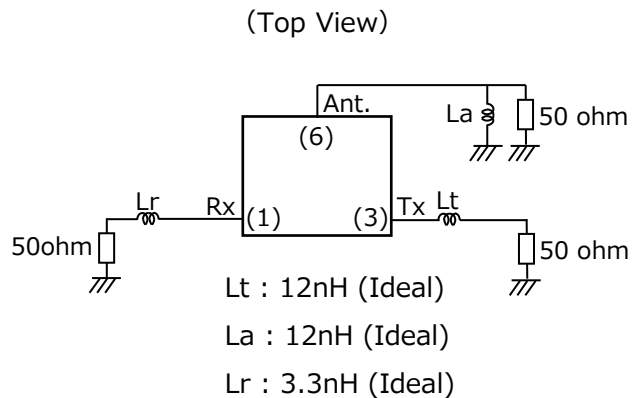 (Top View)
Ant.
(6)
La
50 ohm
Lr
Rx
(1)
(3)
Tx
Lt
50ohm
50 ohm
Lt : 12nH (Ideal)
La : 12nH (Ideal)
Lr : 3.3nH (Ideal)